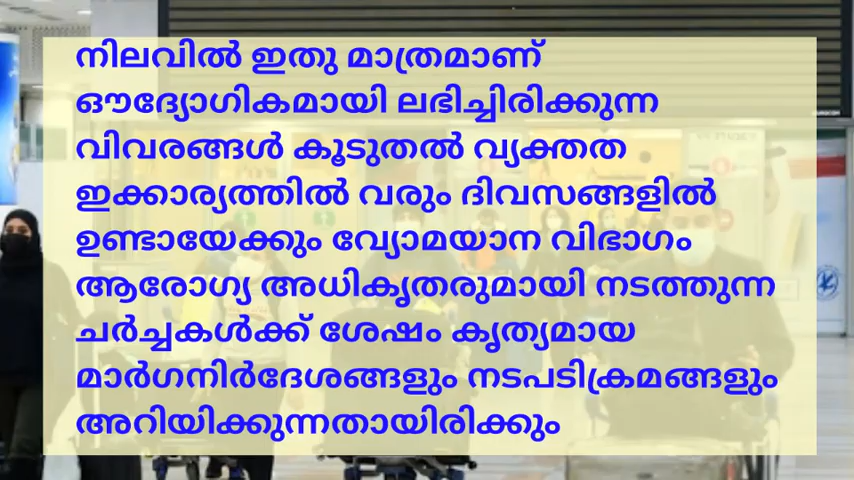 നിലവിൽ ഇതു മാത്രമാണ്
ഔദ്യോഗികമായി ലഭിച്ചിരിക്കുന്ന
വിവരങ്ങൾ കൂടുതൽ വ്യക്തത
ഇക്കാര്യത്തിൽ വരും ദിവസങ്ങളിൽ
ഉണ്ടായേക്കും വ്യോമയാന വിഭാഗം
ആരോഗ്യ അധികൃതരുമായി നടത്തുന്ന
ചർച്ചകൾക്ക് ശേഷം കൃത്യമായ
മാർഗനിർദേശങ്ങളും നടപടിക്രമങ്ങളും
അറിയിക്കുന്നതായിരിക്കും